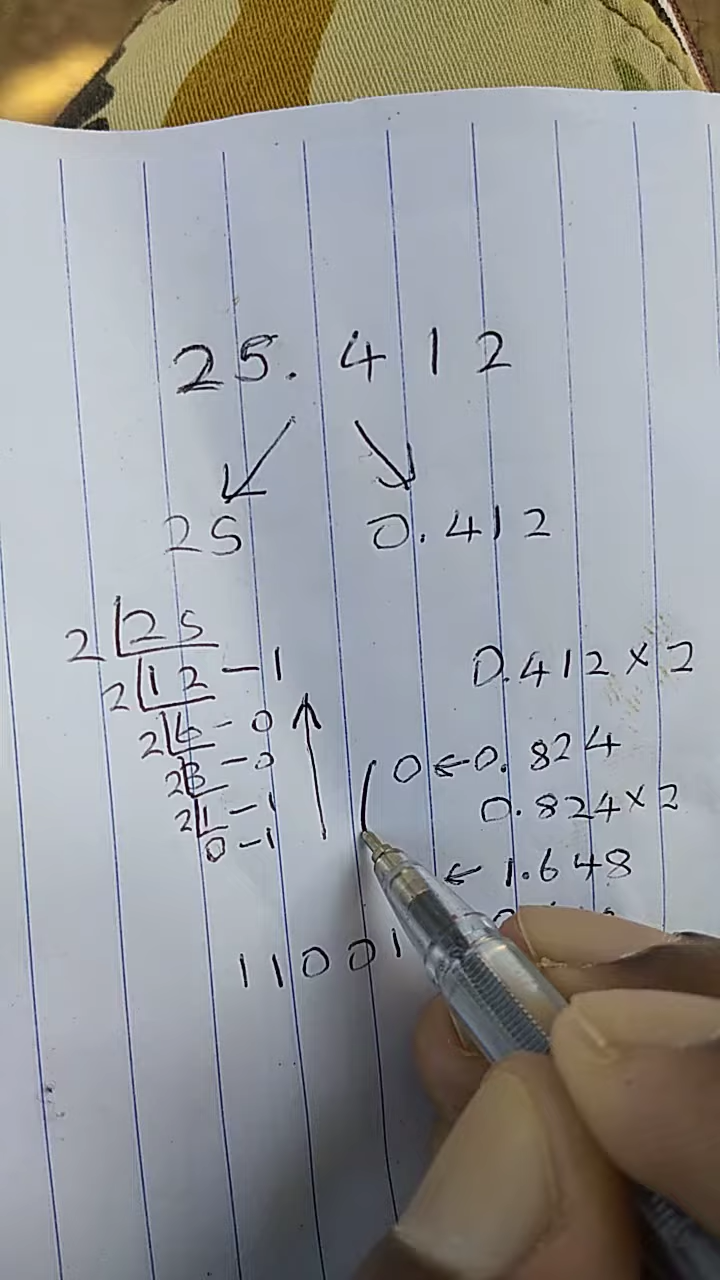 25.412
25 0.412
2 25
2 12 - 1
2 6 - 0
2 3 - 0
2 1 - 1
0 - 1
0.412 × 2
0 ← 0.824
0.824 × 2
← 1.648
11001